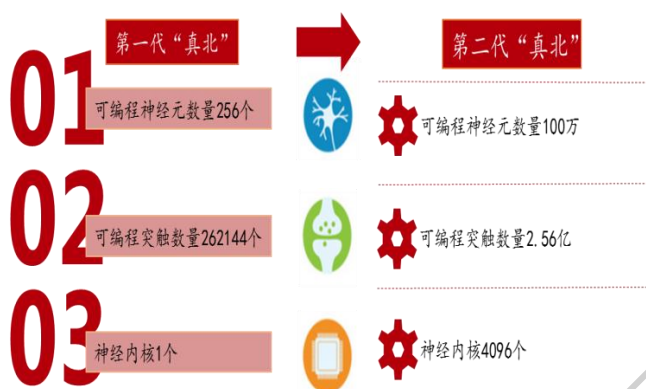 第一代“真北”
第二代“真北”
01
可编程神经元数量256个
可编程神经元数量100万
02
可编程突触数量262144个
可编程突触数量2.56亿
03
神经内核1个
神经内核4096个